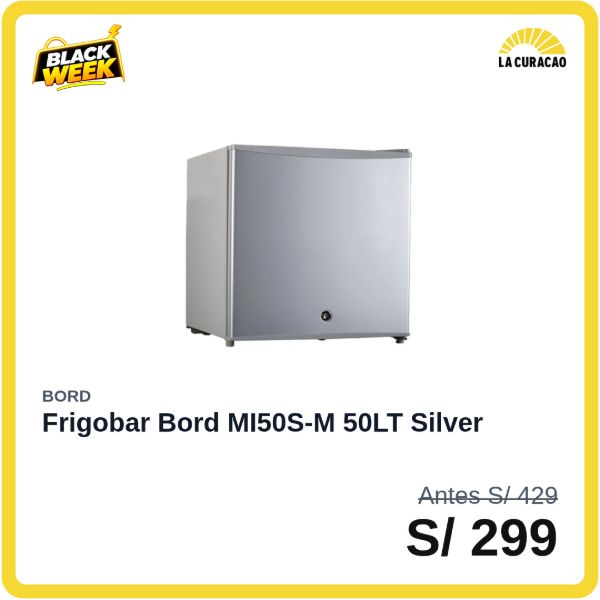 BLACK
WEEK
LA CURACAO
BORD
Frigobar Bord MI50S-M 50LT Silver
Antes S/ 429
S/ 299